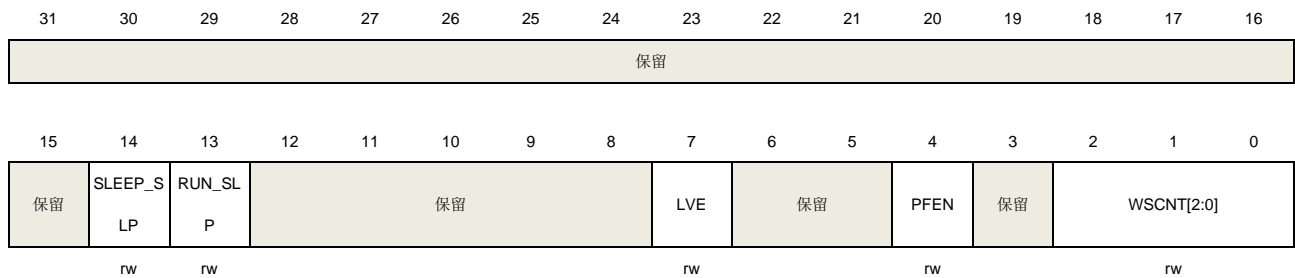 31 30 29 28 27 26 25 24 23 22 21 20 19 18 17 16
保留
15 14 13 12 11 10 9 8 7 6 5 4 3 2 1 0
保留 SLEEP_S RUN_SL 保留 LVE 保留 PFEN 保留 WSCNT[2:0]
LP P
rw rw rw rw rw